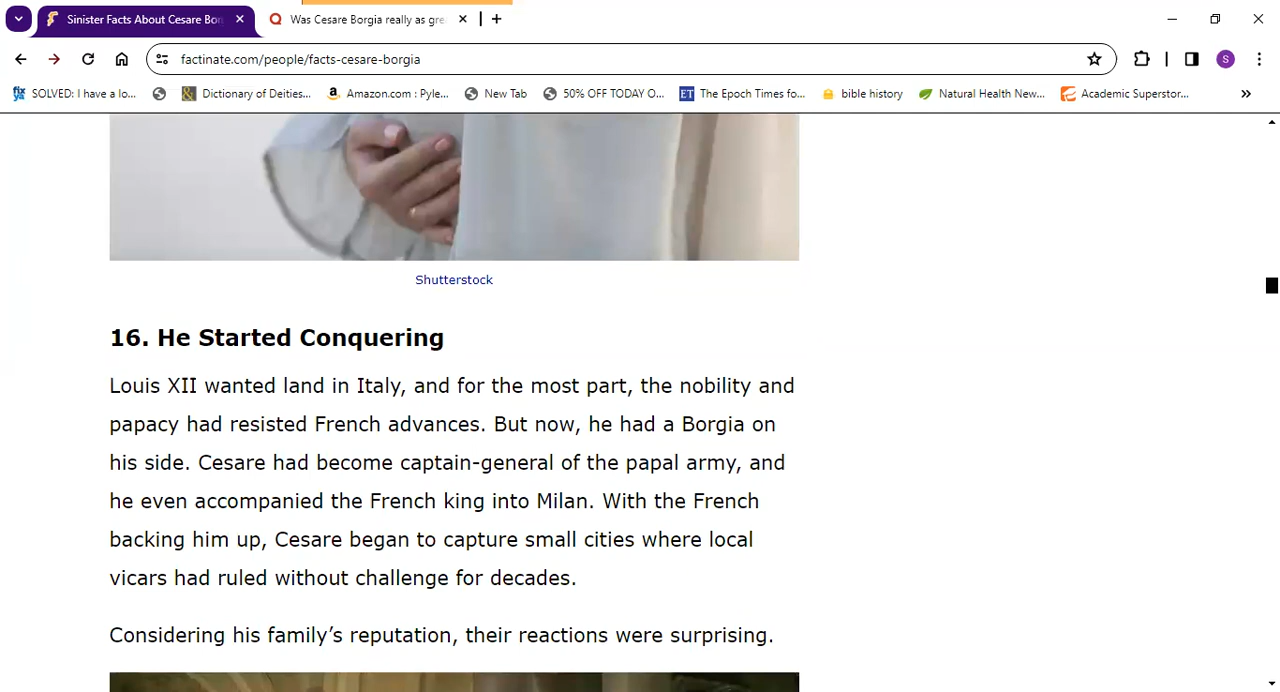 Sinister Facts About Cesare Bor
Was Cesare Borgia really as gre
factinate.com/people/facts-cesare-borgia
S
SOLVED: I have a lo...
Dictionary of Deities...
Amazon.com : Pyle...
New Tab
50% OFF TODAY O...
ET The Epoch Times fo...
bible history
Natural Health New...
Academic Superstor...
Shutterstock
16. He Started Conquering
Louis XII wanted land in Italy, and for the most part, the nobility and
papacy had resisted French advances. But now, he had a Borgia on
his side. Cesare had become captain-general of the papal army, and
he even accompanied the French king into Milan. With the French
backing him up, Cesare began to capture small cities where local
vicars had ruled without challenge for decades.
Considering his family’s reputation, their reactions were surprising.